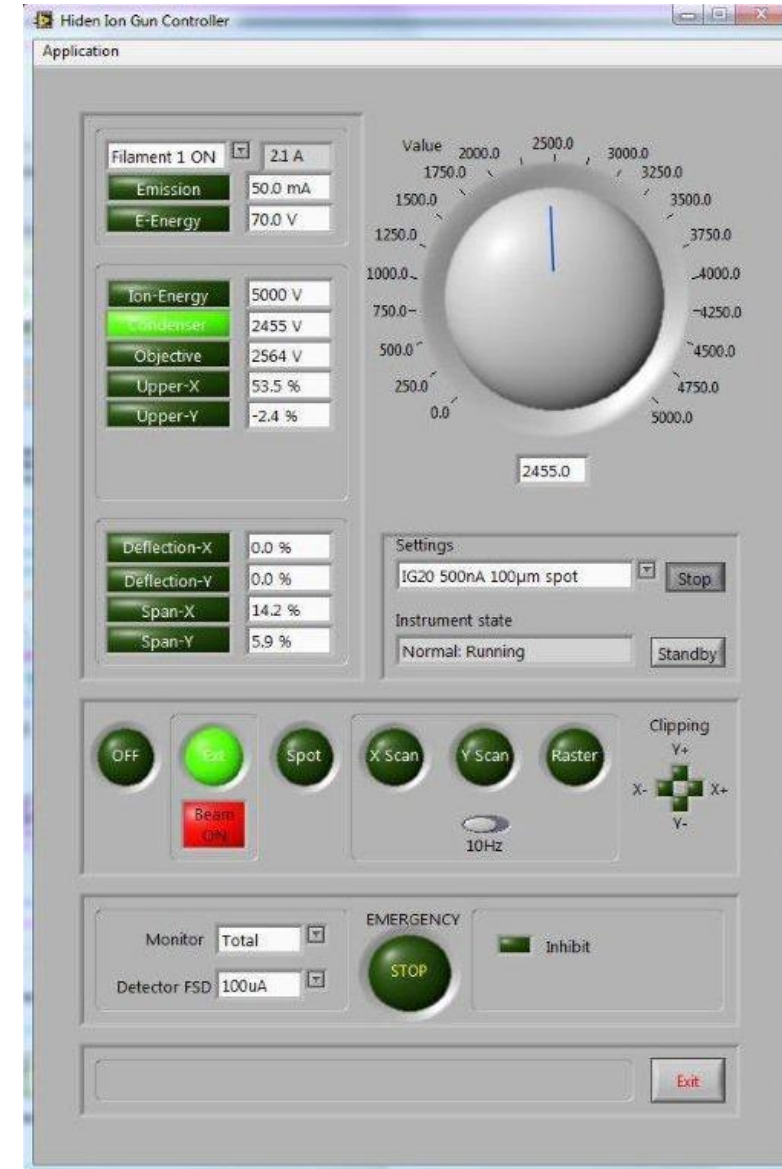 Hiden Ion Gun Controller
Application
Filament 1 ON 2.1 A
Emission 50.0 mA
E-Energy 70.0 V
Ion-Energy 5000 V
Condenser 2455 V
Objective 2564 V
Upper-X 53.5 %
Upper-Y -2.4 %
Deflection-X 0.0 %
Deflection-Y 0.0 %
Span-X 14.2 %
Span-Y 5.9 %
Value
0.0
250.0
500.0
750.0
1000.0
1250.0
1500.0
1750.0
2000.0
2500.0
3000.0
3250.0
3500.0
3750.0
4000.0
4250.0
4500.0
4750.0
5000.0
2455.0
Settings
IG20 500nA 100µm spot Stop
Instrument state
Normal: Running Standby
OFF Ext Spot X Scan Y Scan Raster
Beam
ON
10Hz
Clipping
Y+
X- X+
Y-
Monitor Total
Detector FSD 100uA
EMERGENCY
STOP
Inhibit
Exit